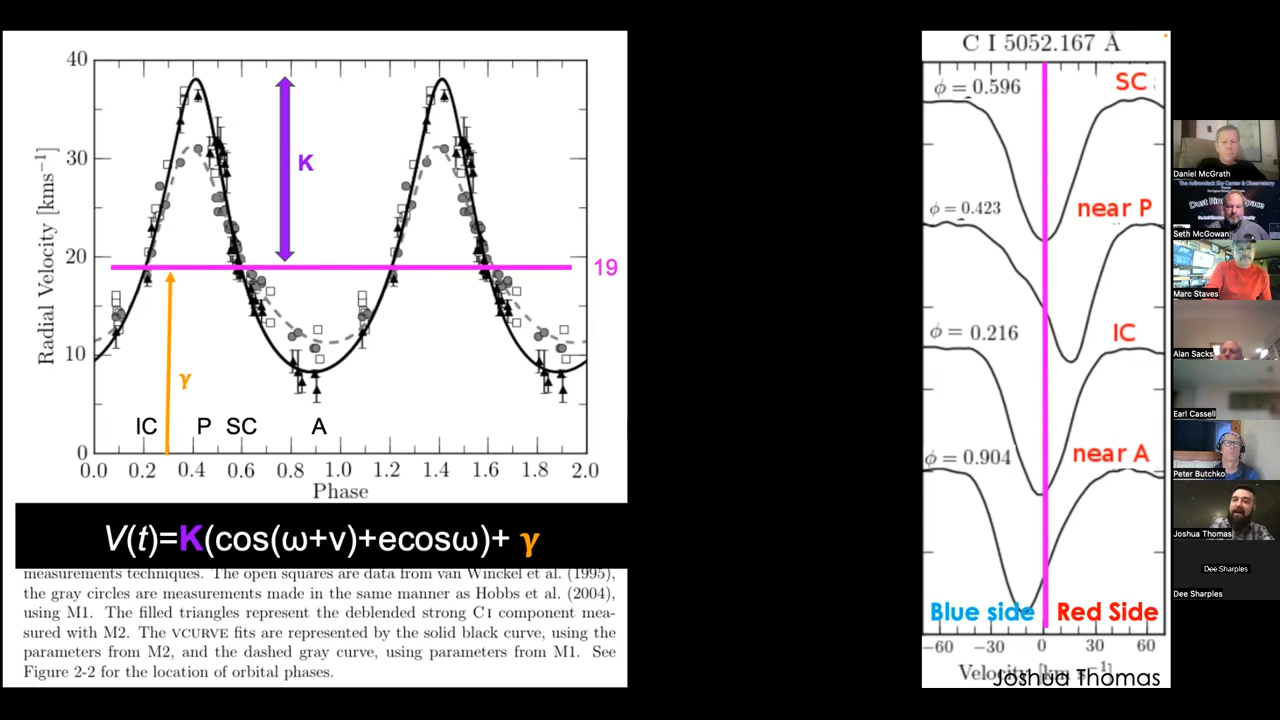 40
30
20
10
0
Radial Velocity [kms⁻¹]
K
19
γ
IC P SC A
0.0 0.2 0.4 0.6 0.8 1.0 1.2 1.4 1.6 1.8 2.0
Phase
V(t)=K(cos(ω+ν)+ecosω)+ γ
measurements techniques. The open squares are data from van Winckel et al. (1995),
the gray circles are measurements made in the same manner as Hobbs et al. (2004),
using M1. The filled triangles represent the deblended strong C I component mea-
sured with M2. The VCURVE fits are represented by the solid black curve, using the
parameters from M2, and the dashed gray curve, using parameters from M1. See
Figure 2-2 for the location of orbital phases.
C I 5052.167 Å
ϕ = 0.596
SC
ϕ = 0.423
near P
ϕ = 0.216
IC
ϕ = 0.904
near A
Blue side
Red Side
−60 −30 0 30 60
Velocity [km s⁻¹]
Joshua Thomas
Daniel McGrath
The Adirondack Sky Center & Observatory
Seth McGowan
Marc Staves
Alan Sacks
Earl Cassell
Peter Butchko
Joshua Thomas
Dee Sharples
Dee Sharples